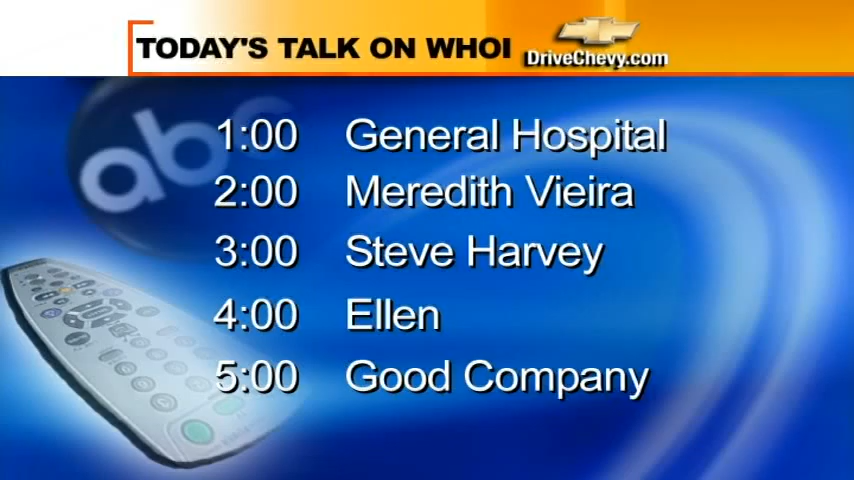 TODAY'S TALK ON WHOI
DriveChevy.com
abc
1:00 General Hospital
2:00 Meredith Vieira
3:00 Steve Harvey
4:00 Ellen
5:00 Good Company